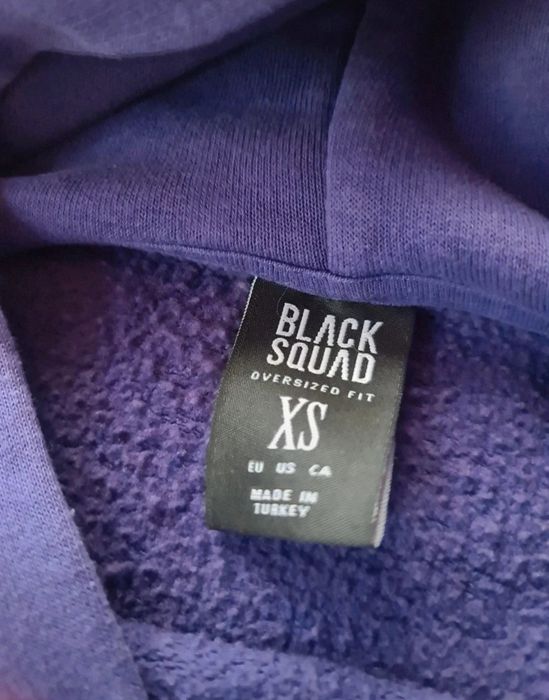 BLACK
SQUAD
OVERSIZED FIT
XS
EU US CA
MADE IN
TURKEY